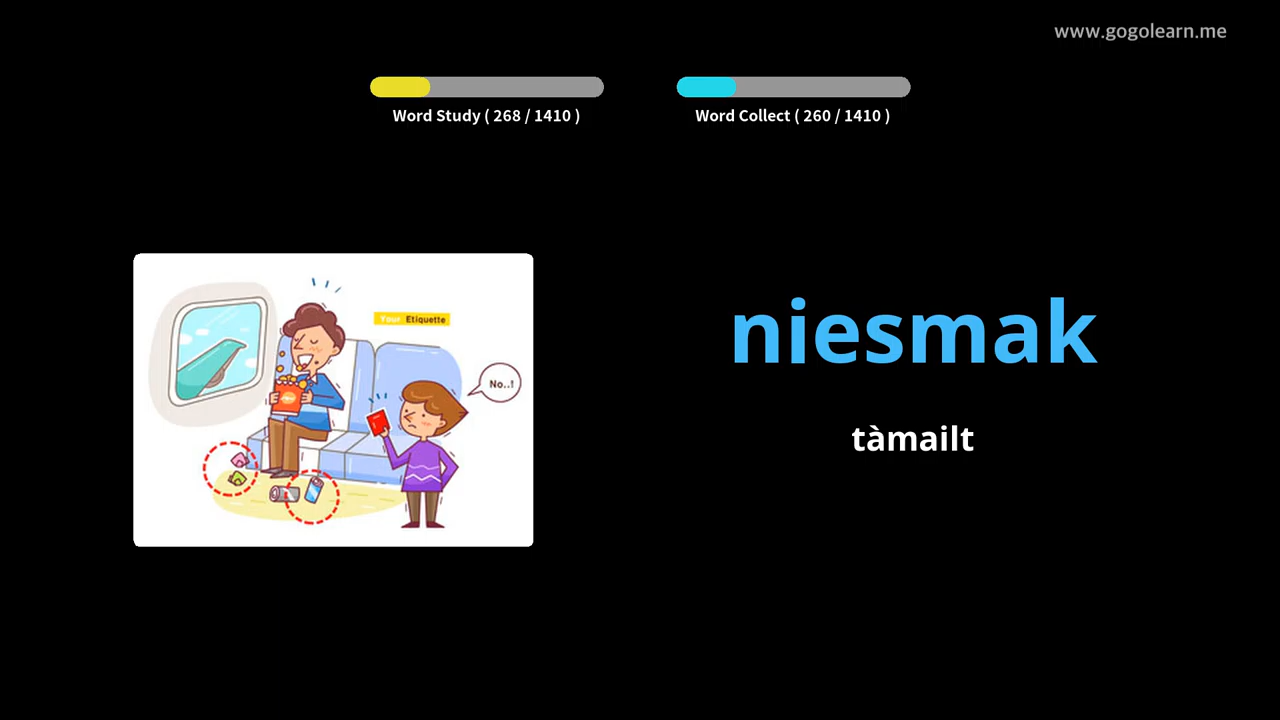 www.gogolearn.me
Word Study ( 268 / 1410 )
Word Collect ( 260 / 1410 )
Your Etiquette
No..!
niesmak
tàmailt